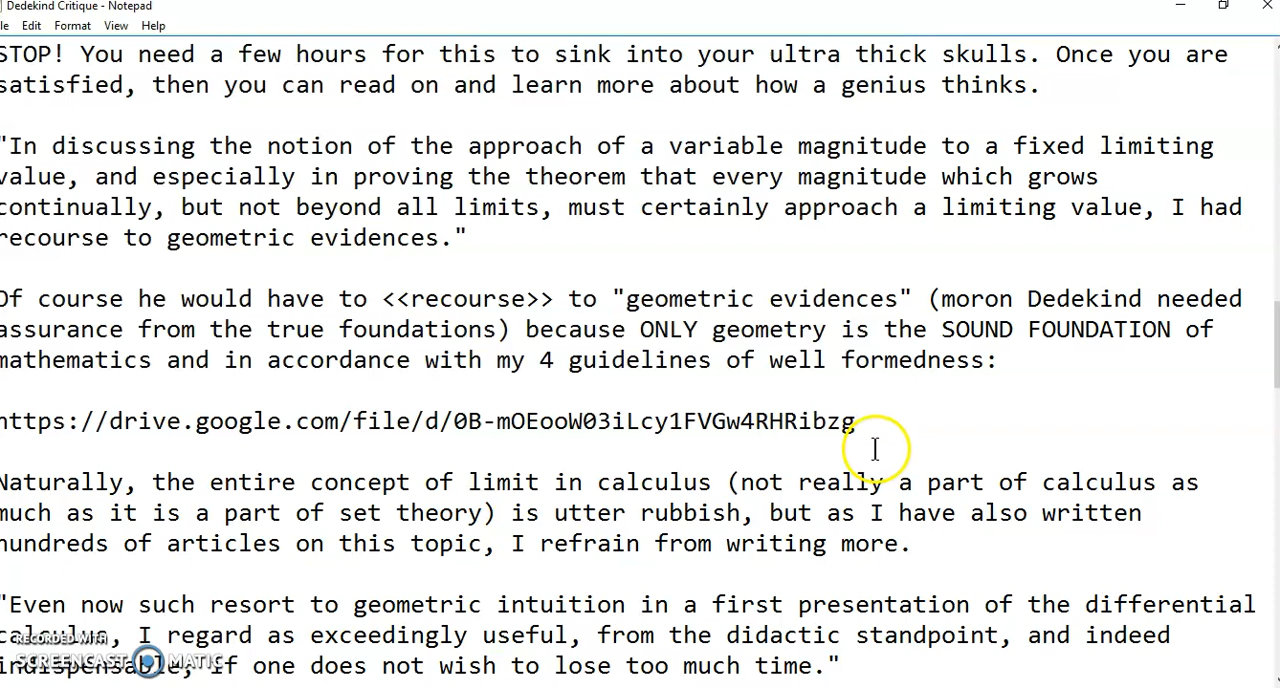 Dedekind Critique - Notepad
le Edit Format View Help
STOP! You need a few hours for this to sink into your ultra thick skulls. Once you are
satisfied, then you can read on and learn more about how a genius thinks.
"In discussing the notion of the approach of a variable magnitude to a fixed limiting
value, and especially in proving the theorem that every magnitude which grows
continually, but not beyond all limits, must certainly approach a limiting value, I had
recourse to geometric evidences."
Of course he would have to <<recourse>> to "geometric evidences" (moron Dedekind needed
assurance from the true foundations) because ONLY geometry is the SOUND FOUNDATION of
mathematics and in accordance with my 4 guidelines of well formedness:
https://drive.google.com/file/d/0B-mOEooW03iLcy1FVGw4RHRibzg
Naturally, the entire concept of limit in calculus (not really a part of calculus as
much as it is a part of set theory) is utter rubbish, but as I have also written
hundreds of articles on this topic, I refrain from writing more.
"Even now such resort to geometric intuition in a first presentation of the differential
calculus, I regard as exceedingly useful, from the didactic standpoint, and indeed
indispensable, if one does not wish to lose too much time."
RECORDED WITH
SCREENCAST MATIC